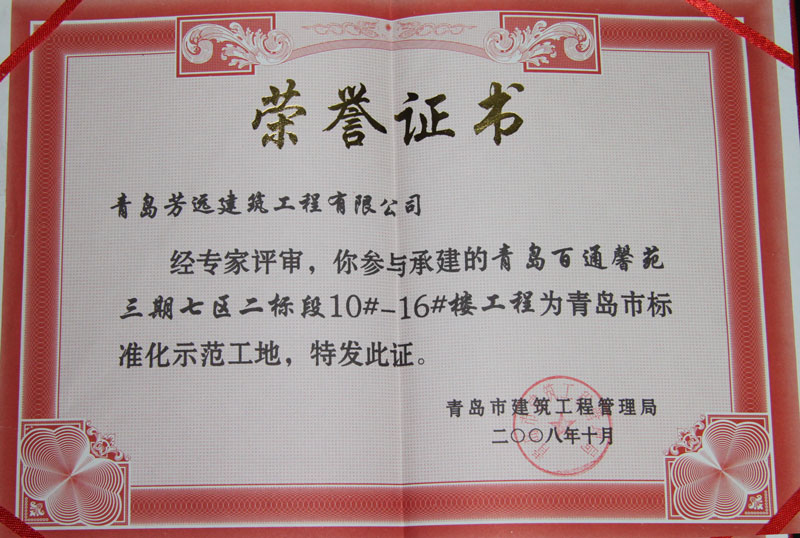 荣誉证书
青岛芳远建筑工程有限公司
经专家评审，你参与承建的青岛百通馨苑
三期七区二标段10#-16#楼工程为青岛市标
准化示范工地，特发此证。
青岛市建筑工程管理局
二〇〇八年十月